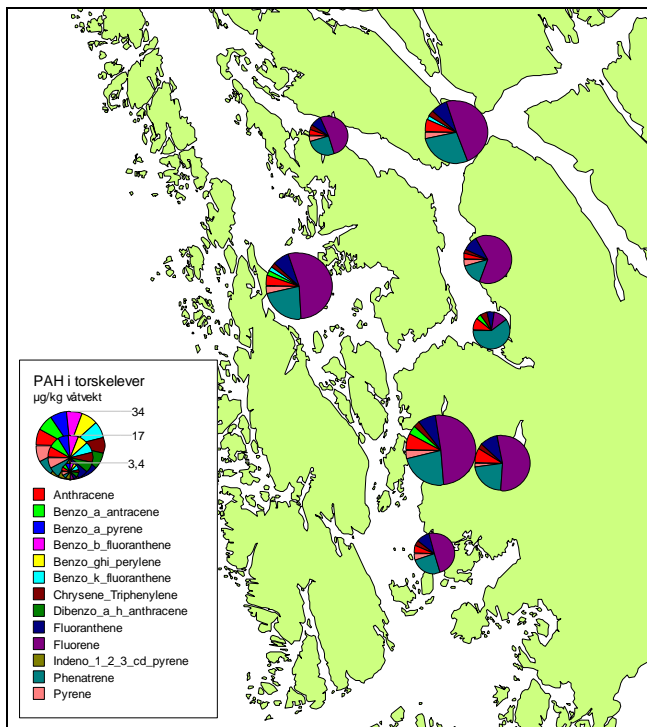 PAH i torskelever
µg/kg våtvekt
34
17
3,4
Anthracene
Benzo_a_antracene
Benzo_a_pyrene
Benzo_b_fluoranthene
Benzo_ghi_perylene
Benzo_k_fluoranthene
Chrysene_Triphenylene
Dibenzo_a_h_anthracene
Fluoranthene
Fluorene
Indeno_1_2_3_cd_pyrene
Phenatrene
Pyrene